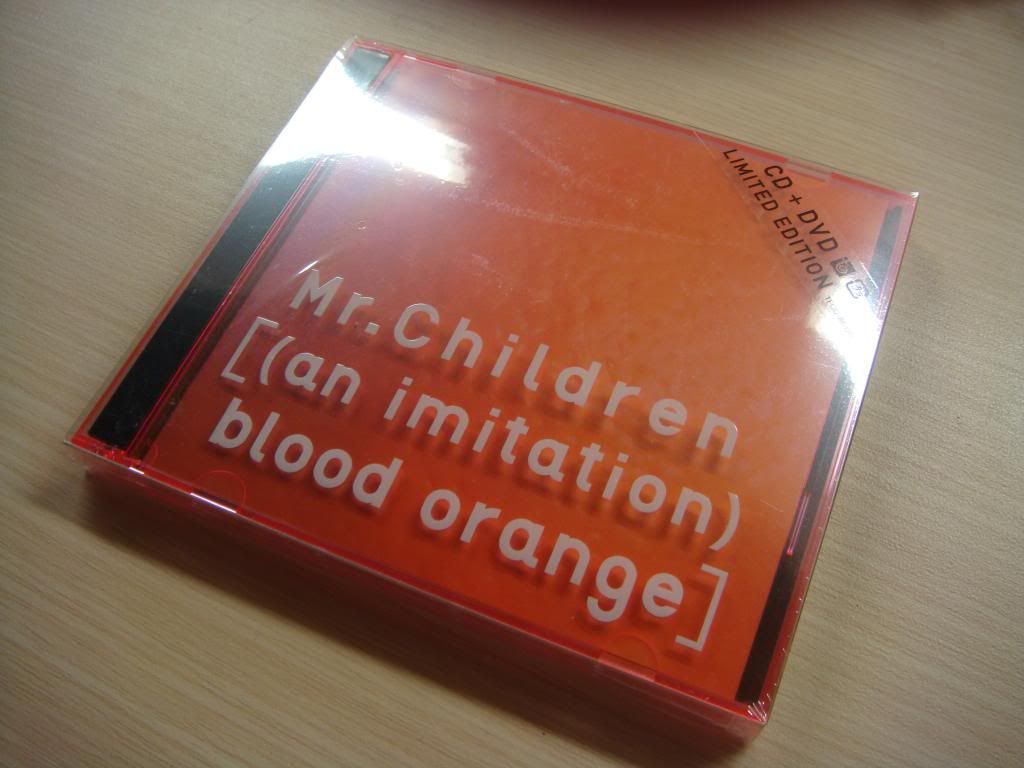 CD + DVD
LIMITED EDITION
Mr.Children
[(an imitation)
blood orange]